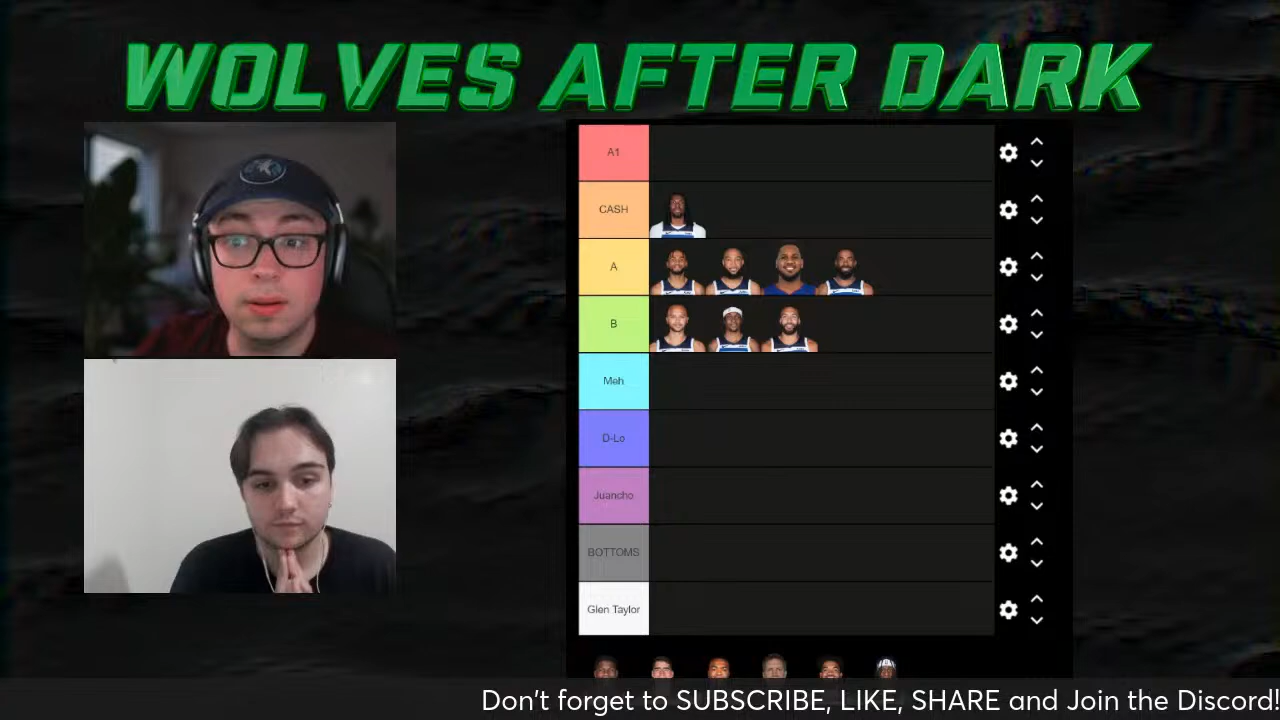 WOLVES AFTER DARK
A1
CASH
A
B
Meh
D-Lo
Juancho
BOTTOMS
Glen Taylor
Don't forget to SUBSCRIBE, LIKE, SHARE and Join the Discord!